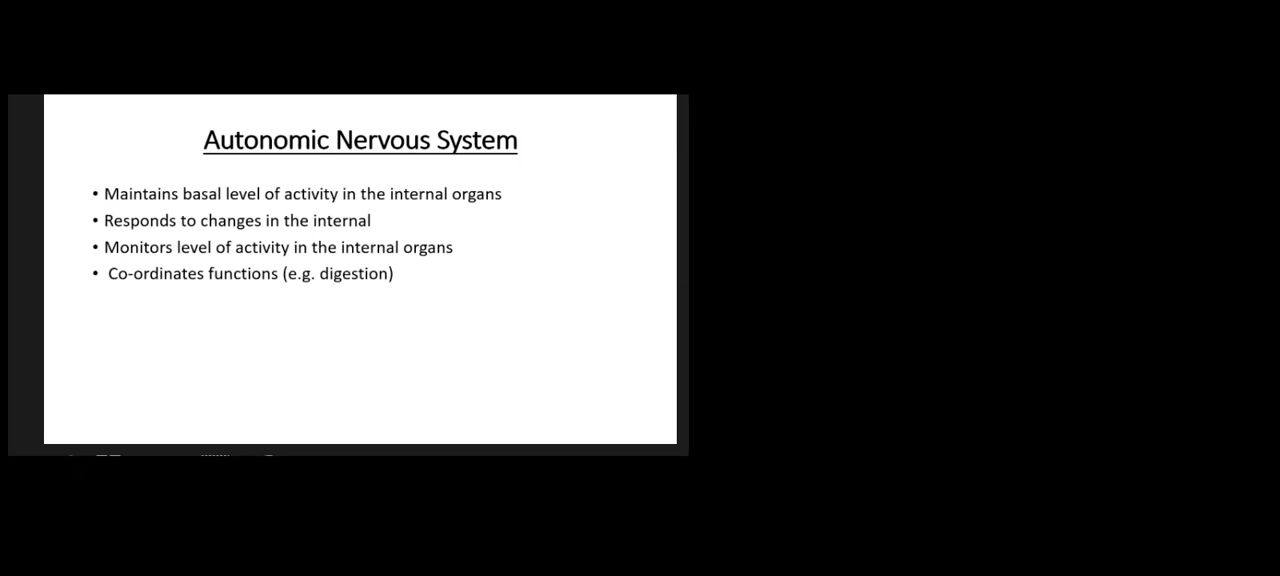 Autonomic Nervous System
• Maintains basal level of activity in the internal organs
• Responds to changes in the internal
• Monitors level of activity in the internal organs
• Co-ordinates functions (e.g. digestion)